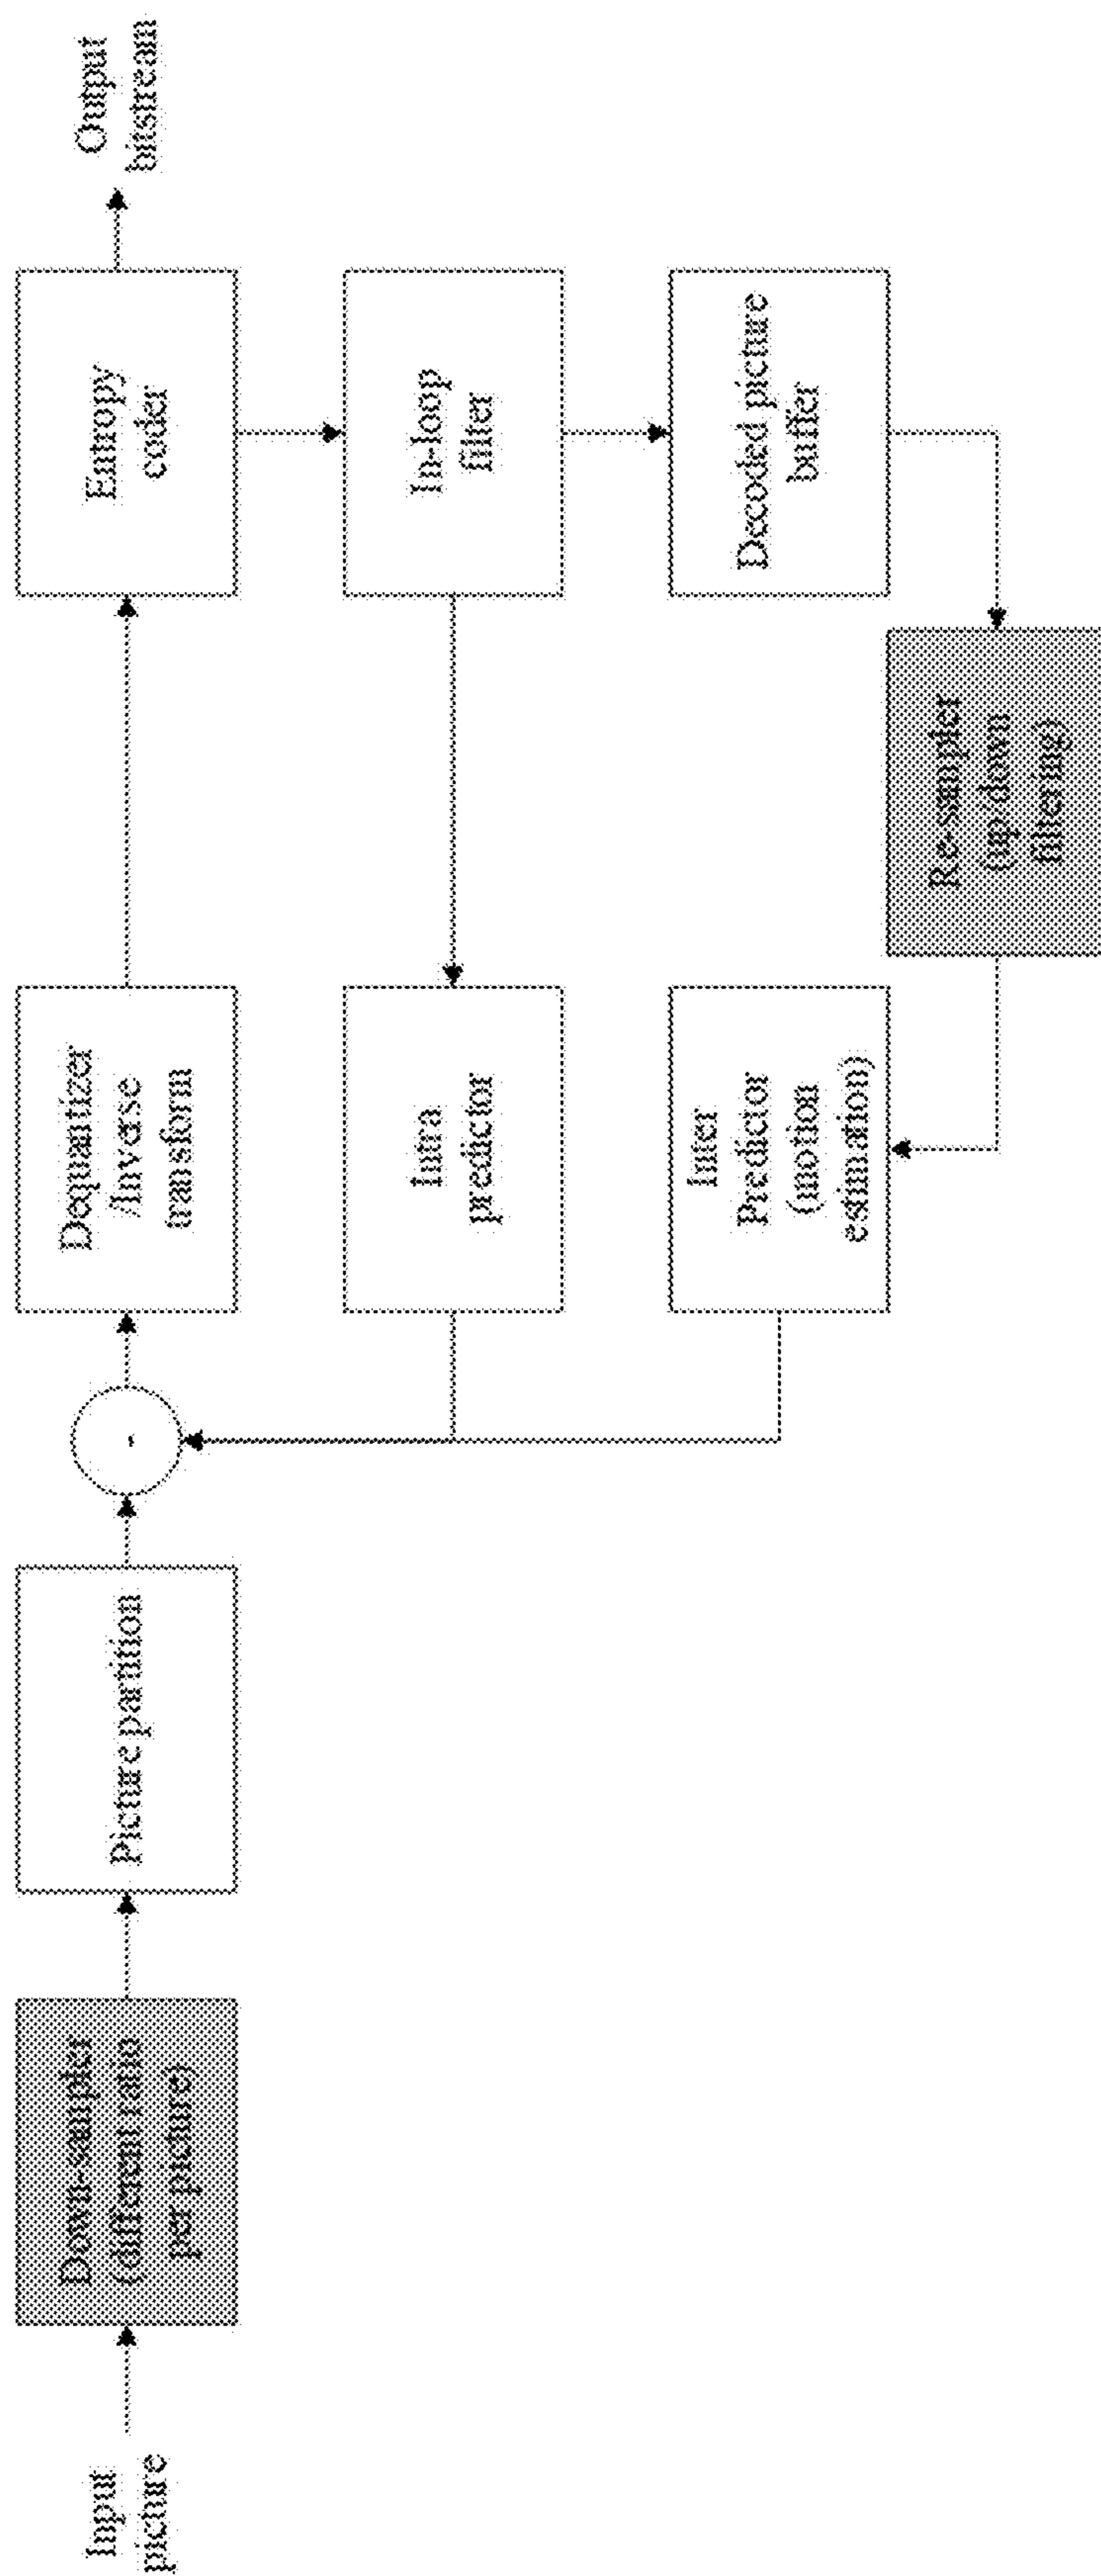 Input
picture
Down-sampler
(different ratio
per picture)
Picture partition
-
Dequantizer
/Inverse
transform
Entropy
coder
Output
bitstream
Intra
predictor
In-loop
filter
Inter
Predictor
(motion
estimation)
Decoded picture
buffer
Re-sampler
(up/down
filtering)